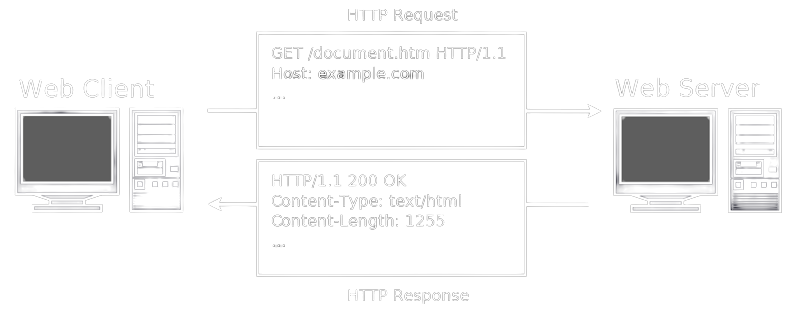 HTTP Request
GET /document.htm HTTP/1.1
Host: example.com
...
Web Client
Web Server
HTTP/1.1 200 OK
Content-Type: text/html
Content-Length: 1255
...
HTTP Response